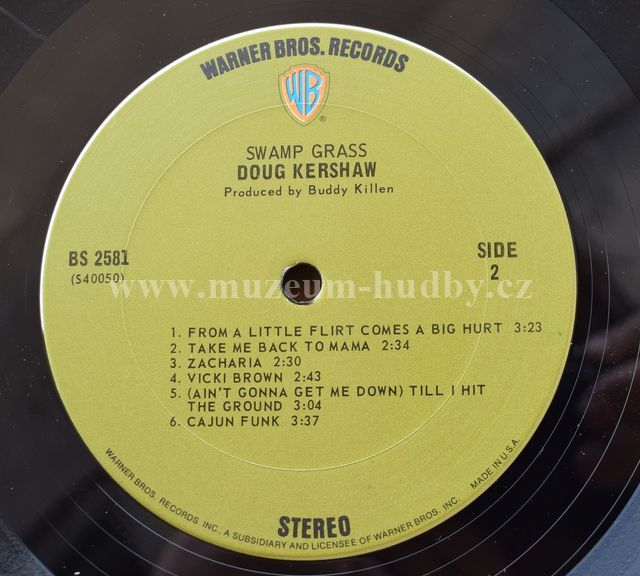 WARNER BROS. RECORDS
WB
®
SWAMP GRASS
DOUG KERSHAW
Produced by Buddy Killen
BS 2581
(S40050)
SIDE
2
www.muzeum-hudby.cz
1. FROM A LITTLE FLIRT COMES A BIG HURT 3:23
2. TAKE ME BACK TO MAMA 2:34
3. ZACHARIA 2:30
4. VICKI BROWN 2:43
5. (AIN'T GONNA GET ME DOWN) TILL I HIT
THE GROUND 3:04
6. CAJUN FUNK 3:37
STEREO
WARNER BROS. RECORDS INC., A SUBSIDIARY AND LICENSEE OF WARNER BROS. INC. MADE IN U.S.A.